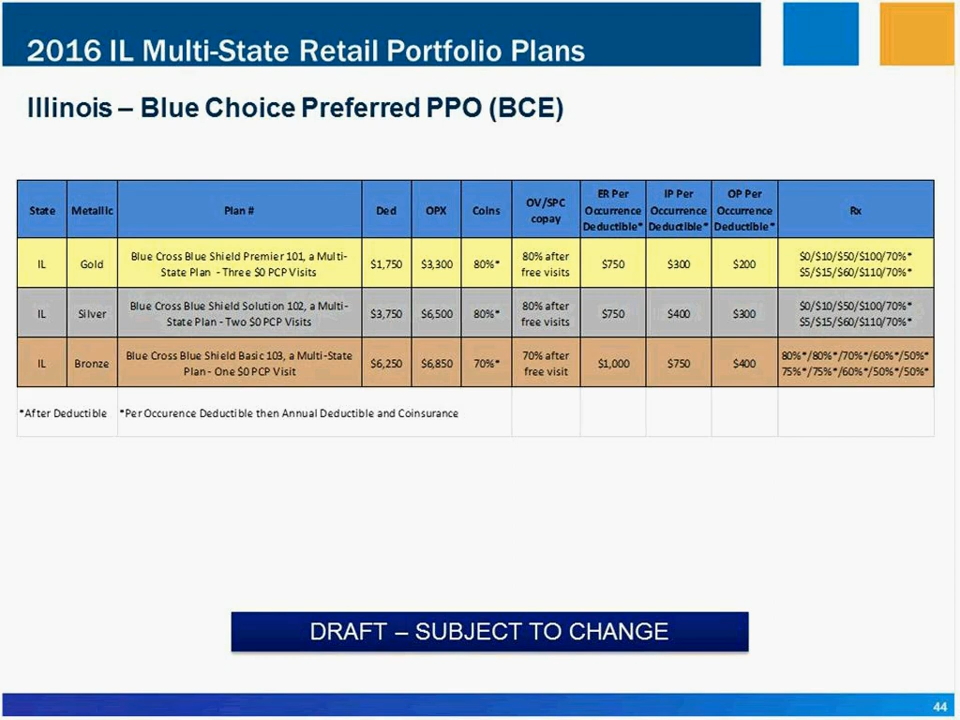 2016 IL Multi-State Retail Portfolio Plans
Illinois – Blue Choice Preferred PPO (BCE)
State Metallic Plan # Ded OPX Coins OV/SPC copay ER Per Occurrence Deductible* IP Per Occurrence Deductible* OP Per Occurrence Deductible* Rx
IL Gold Blue Cross Blue Shield Premier 101, a Multi-State Plan - Three $0 PCP Visits $1,750 $3,300 80%* 80% after free visits $750 $300 $200 $0/$10/$50/$100/70%* $5/$15/$60/$110/70%*
IL Silver Blue Cross Blue Shield Solution 102, a Multi-State Plan - Two $0 PCP Visits $3,750 $6,500 80%* 80% after free visits $750 $400 $300 $0/$10/$50/$100/70%* $5/$15/$60/$110/70%*
IL Bronze Blue Cross Blue Shield Basic 103, a Multi-State Plan - One $0 PCP Visit $6,250 $6,850 70%* 70% after free visit $1,000 $750 $400 80%*/80%*/70%*/60%*/50%* 75%*/75%*/60%*/50%*/50%*
*After Deductible *Per Occurence Deductible then Annual Deductible and Coinsurance
DRAFT – SUBJECT TO CHANGE
44